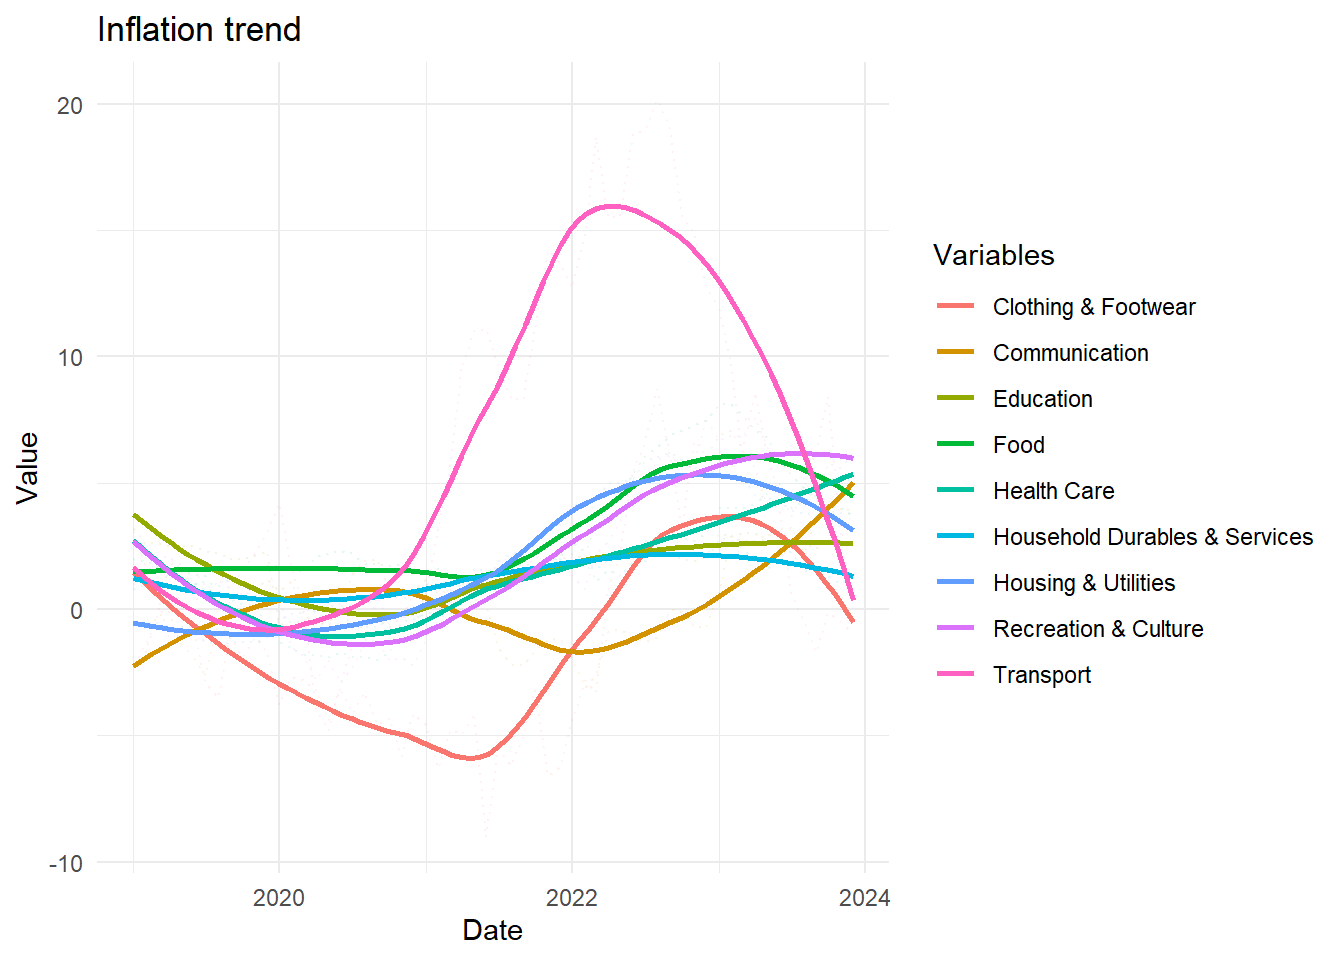 Inflation trend
20
10
0
-10
Value
2020
2022
2024
Date
Variables
Clothing & Footwear
Communication
Education
Food
Health Care
Household Durables & Services
Housing & Utilities
Recreation & Culture
Transport